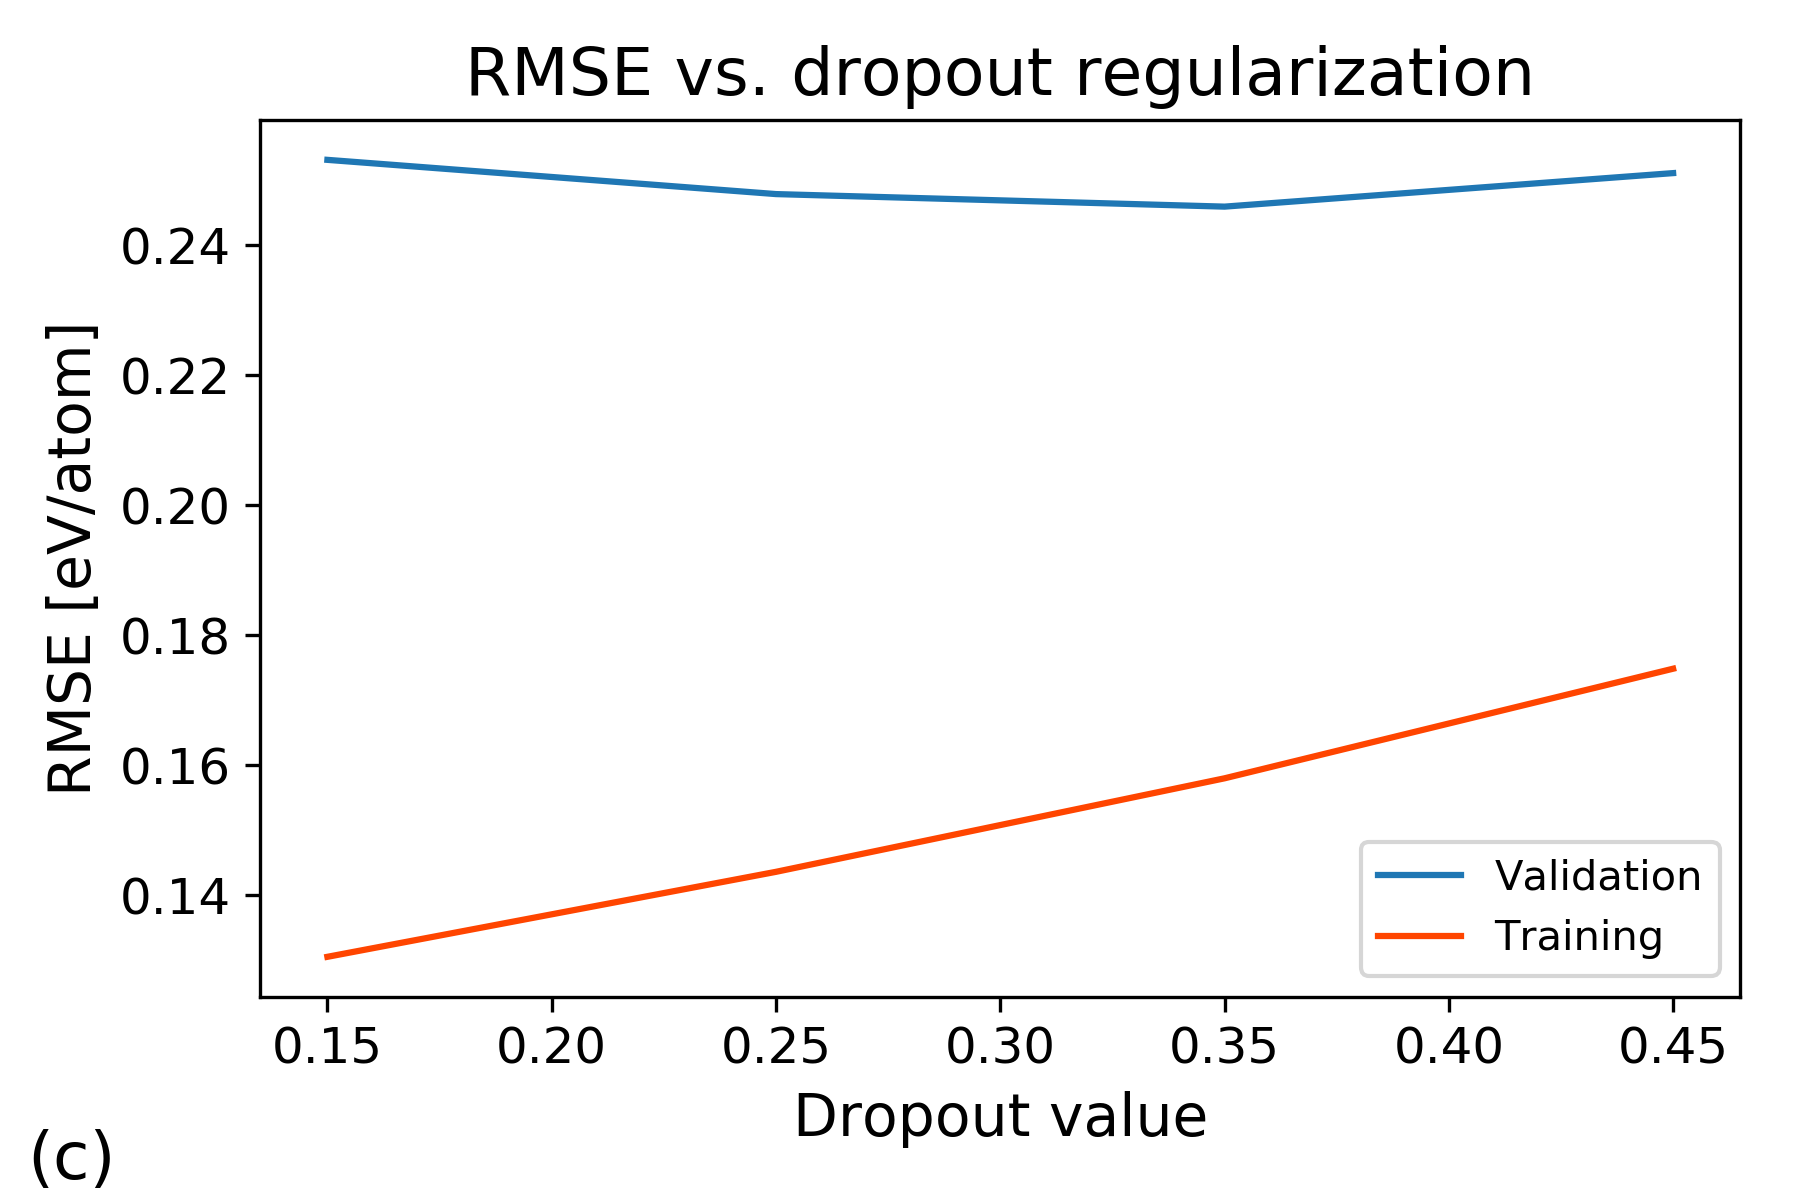 RMSE vs. dropout regularization
RMSE [eV/atom]
0.24
0.22
0.20
0.18
0.16
0.14
Validation
Training
0.15 0.20 0.25 0.30 0.35 0.40 0.45
Dropout value
(c)